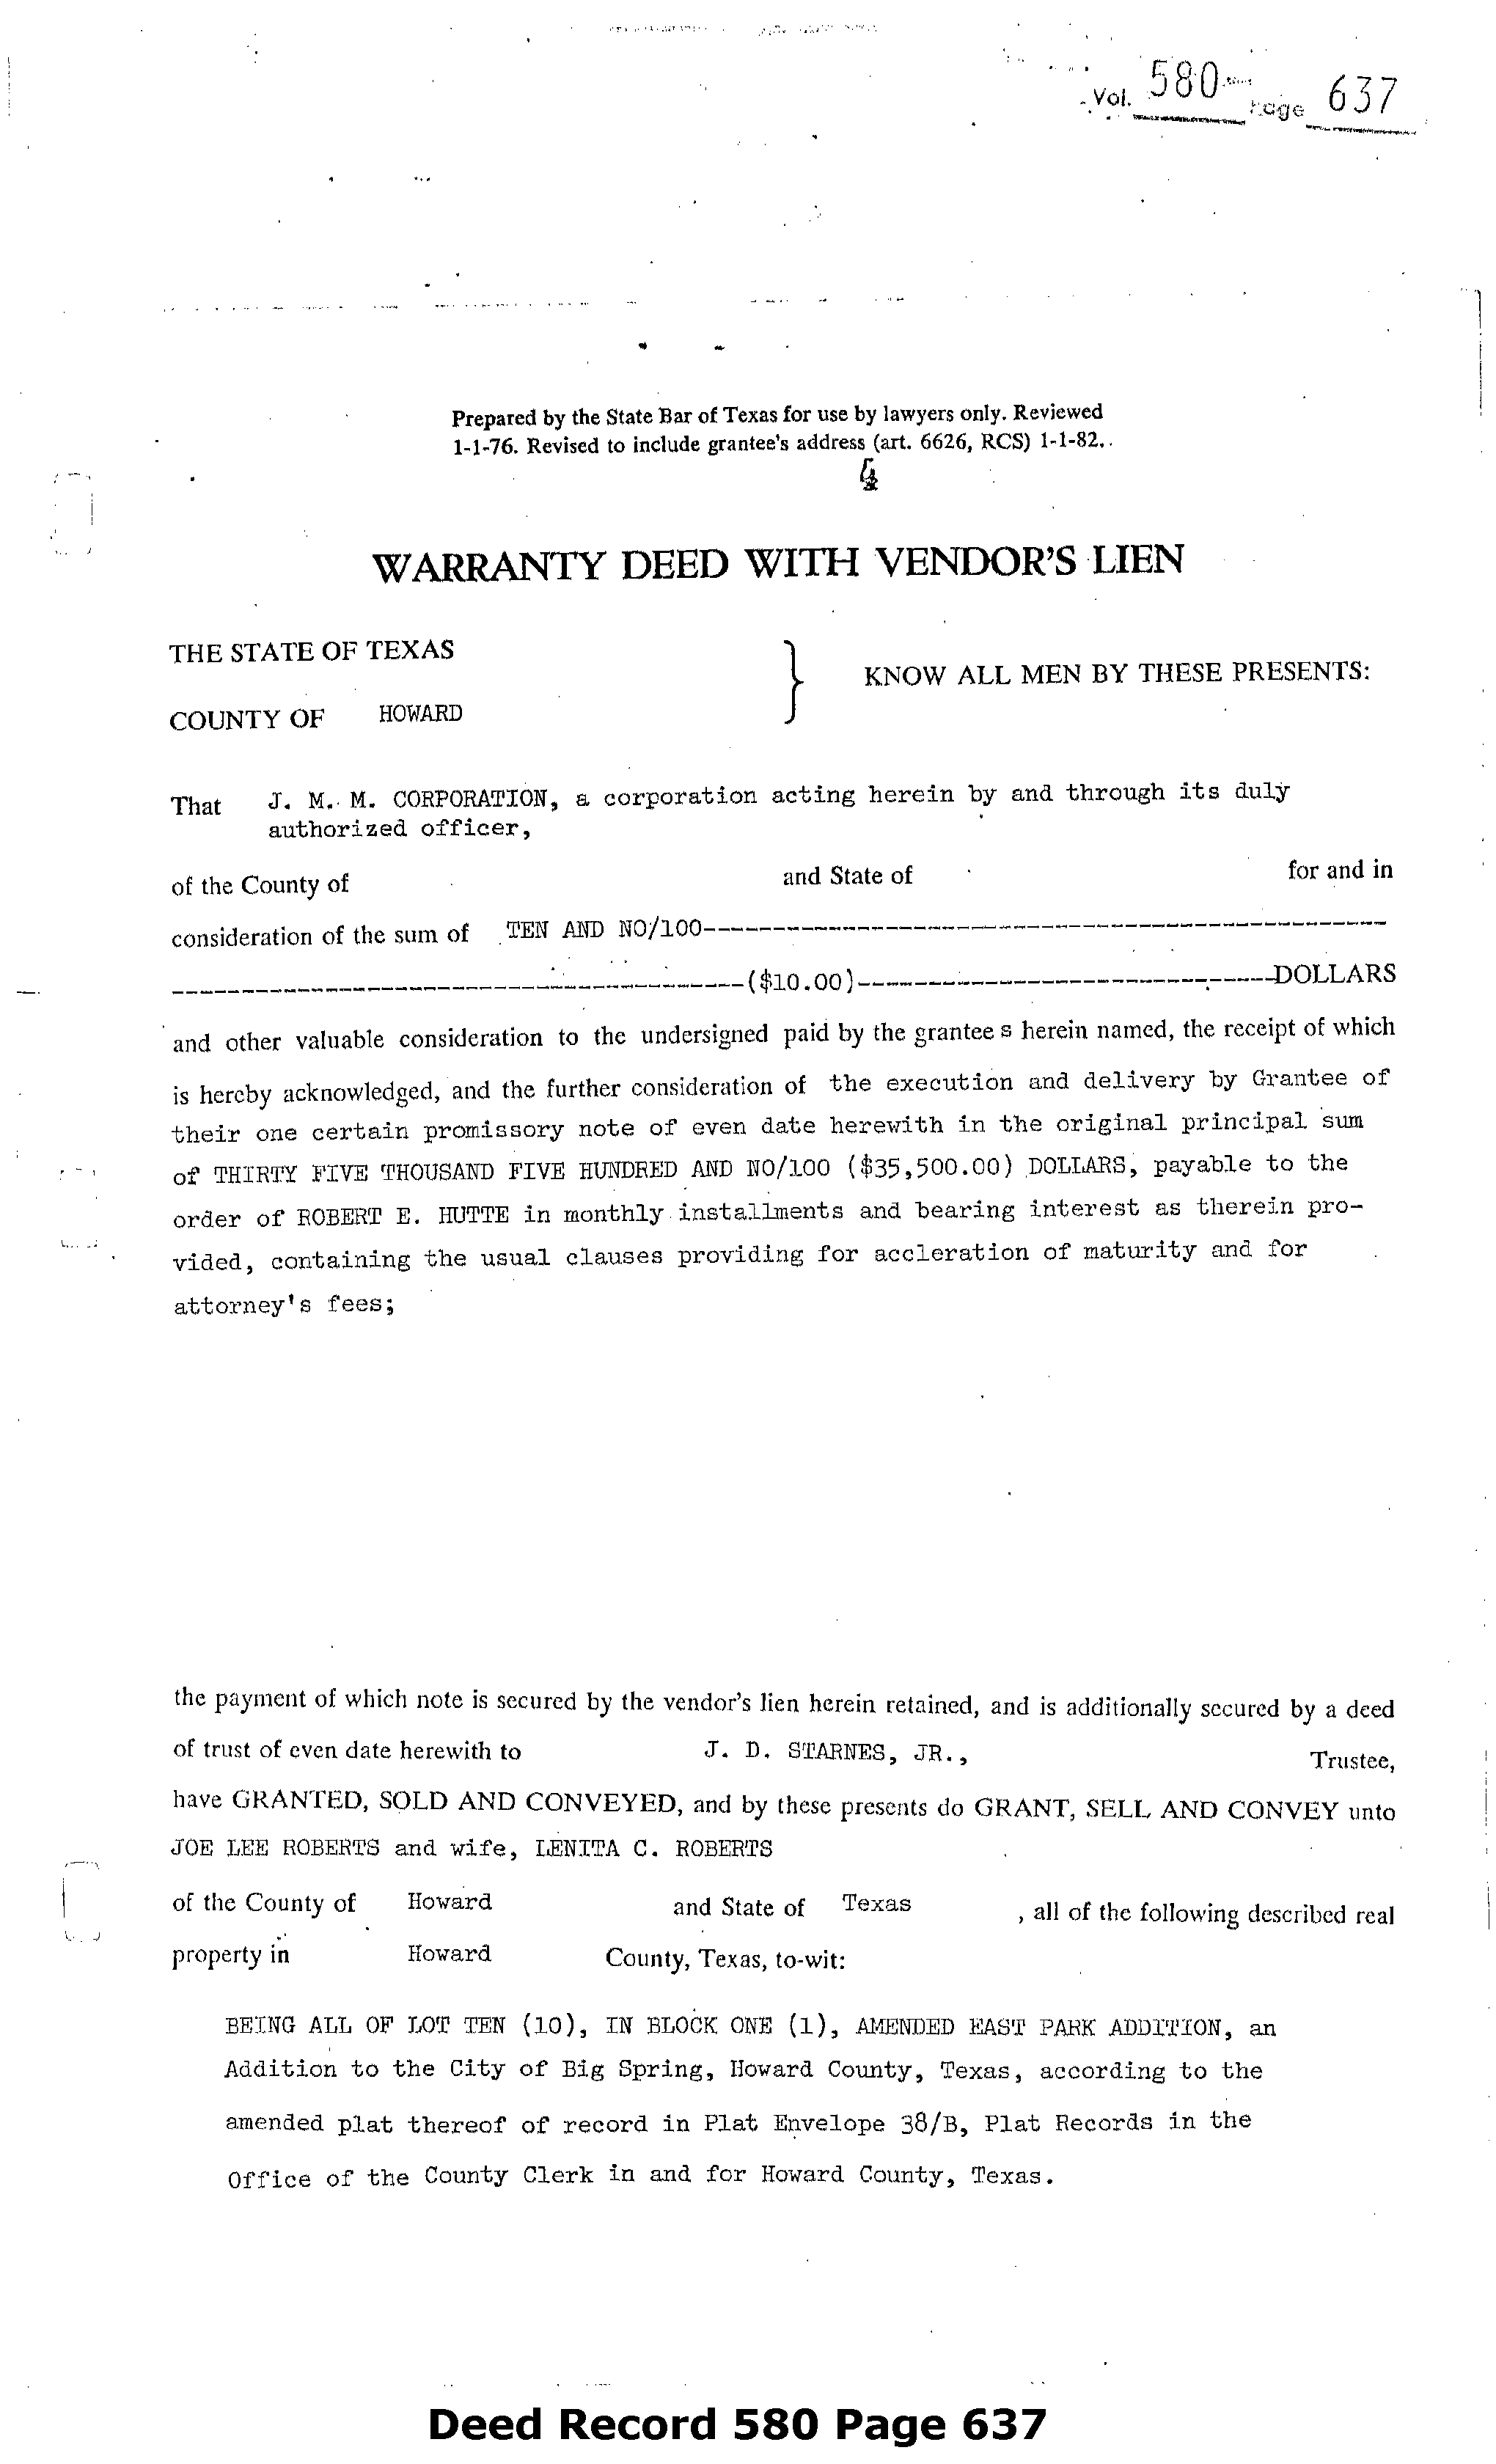 Vol. 580 Page 637
Prepared by the State Bar of Texas for use by lawyers only. Reviewed
1-1-76. Revised to include grantee's address (art. 6626, RCS) 1-1-82.
WARRANTY DEED WITH VENDOR'S LIEN
THE STATE OF TEXAS
KNOW ALL MEN BY THESE PRESENTS:
COUNTY OF HOWARD
That J. M. M. CORPORATION, a corporation acting herein by and through its duly
authorized officer,
of the County of and State of for and in
consideration of the sum of TEN AND NO/100-------------------------------------------------
-----------------------------------------($10.00)------------------------------DOLLARS
and other valuable consideration to the undersigned paid by the grantee s herein named, the receipt of which
is hereby acknowledged, and the further consideration of the execution and delivery by Grantee of
their one certain promissory note of even date herewith in the original principal sum
of THIRTY FIVE THOUSAND FIVE HUNDRED AND NO/100 ($35,500.00) DOLLARS, payable to the
order of ROBERT E. HUTTE in monthly installments and bearing interest as therein pro-
vided, containing the usual clauses providing for accleration of maturity and for
attorney's fees;
the payment of which note is secured by the vendor's lien herein retained, and is additionally secured by a deed
of trust of even date herewith to J. D. STARNES, JR., Trustee,
have GRANTED, SOLD AND CONVEYED, and by these presents do GRANT, SELL AND CONVEY unto
JOE LEE ROBERTS and wife, LENITA C. ROBERTS
of the County of Howard and State of Texas , all of the following described real
property in Howard County, Texas, to-wit:
BEING ALL OF LOT TEN (10), IN BLOCK ONE (1), AMENDED EAST PARK ADDITION, an
Addition to the City of Big Spring, Howard County, Texas, according to the
amended plat thereof of record in Plat Envelope 38/B, Plat Records in the
Office of the County Clerk in and for Howard County, Texas.
Deed Record 580 Page 637